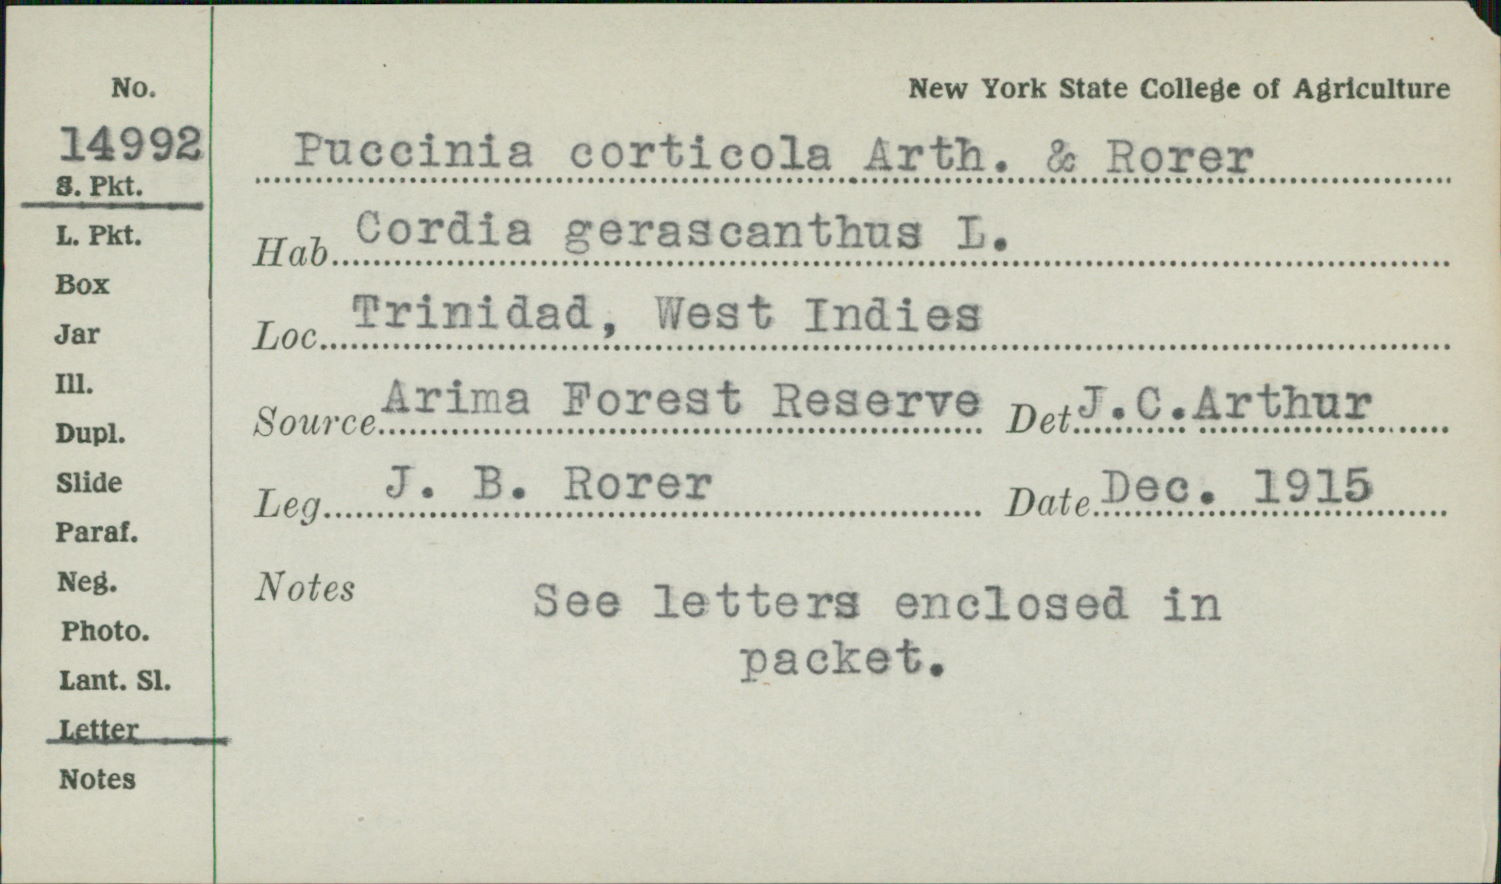 No.
New York State College of Agriculture
14992
Puccinia corticola Arth. & Rorer
S. Pkt.
L. Pkt.
Hab Cordia gerascanthus L.
Box
Loc. Trinidad, West Indies
Jar
Ill.
Source Arima Forest Reserve Det. J.C.Arthur
Dupl.
Slide
Leg. J. B. Rorer Date Dec. 1915
Paraf.
Neg.
Notes See letters enclosed in
Photo.
packet.
Lant. Sl.
Letter
Notes